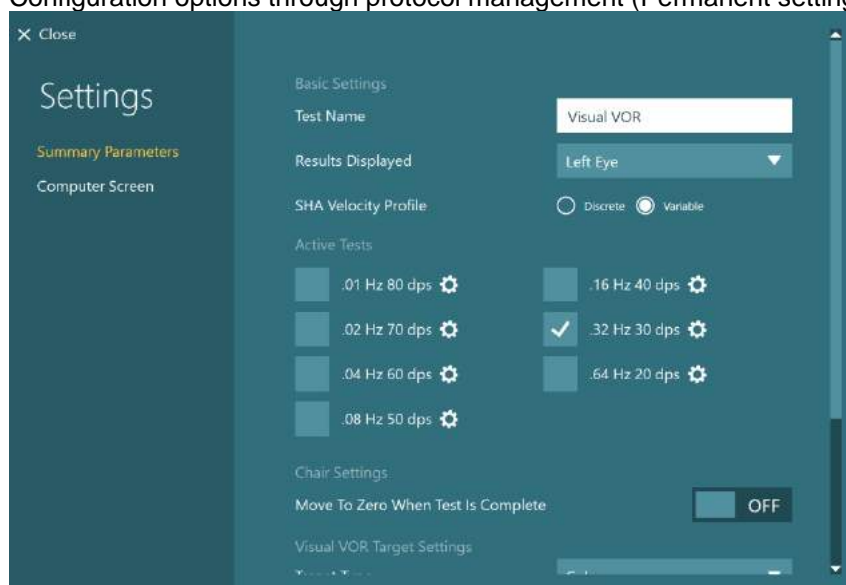 Configuration options through protocol management (Permanent setting
Close
Settings
Summary Parameters
Computer Screen
Basic Settings
Test Name Visual VOR
Results Displayed Left Eye
SHA Velocity Profile Discrete Variable
Active Tests
.01 Hz 80 dps .16 Hz 40 dps
.02 Hz 70 dps .32 Hz 30 dps
.04 Hz 60 dps .64 Hz 20 dps
.08 Hz 50 dps
Chair Settings
Move To Zero When Test Is Complete OFF
Visual VOR Target Settings